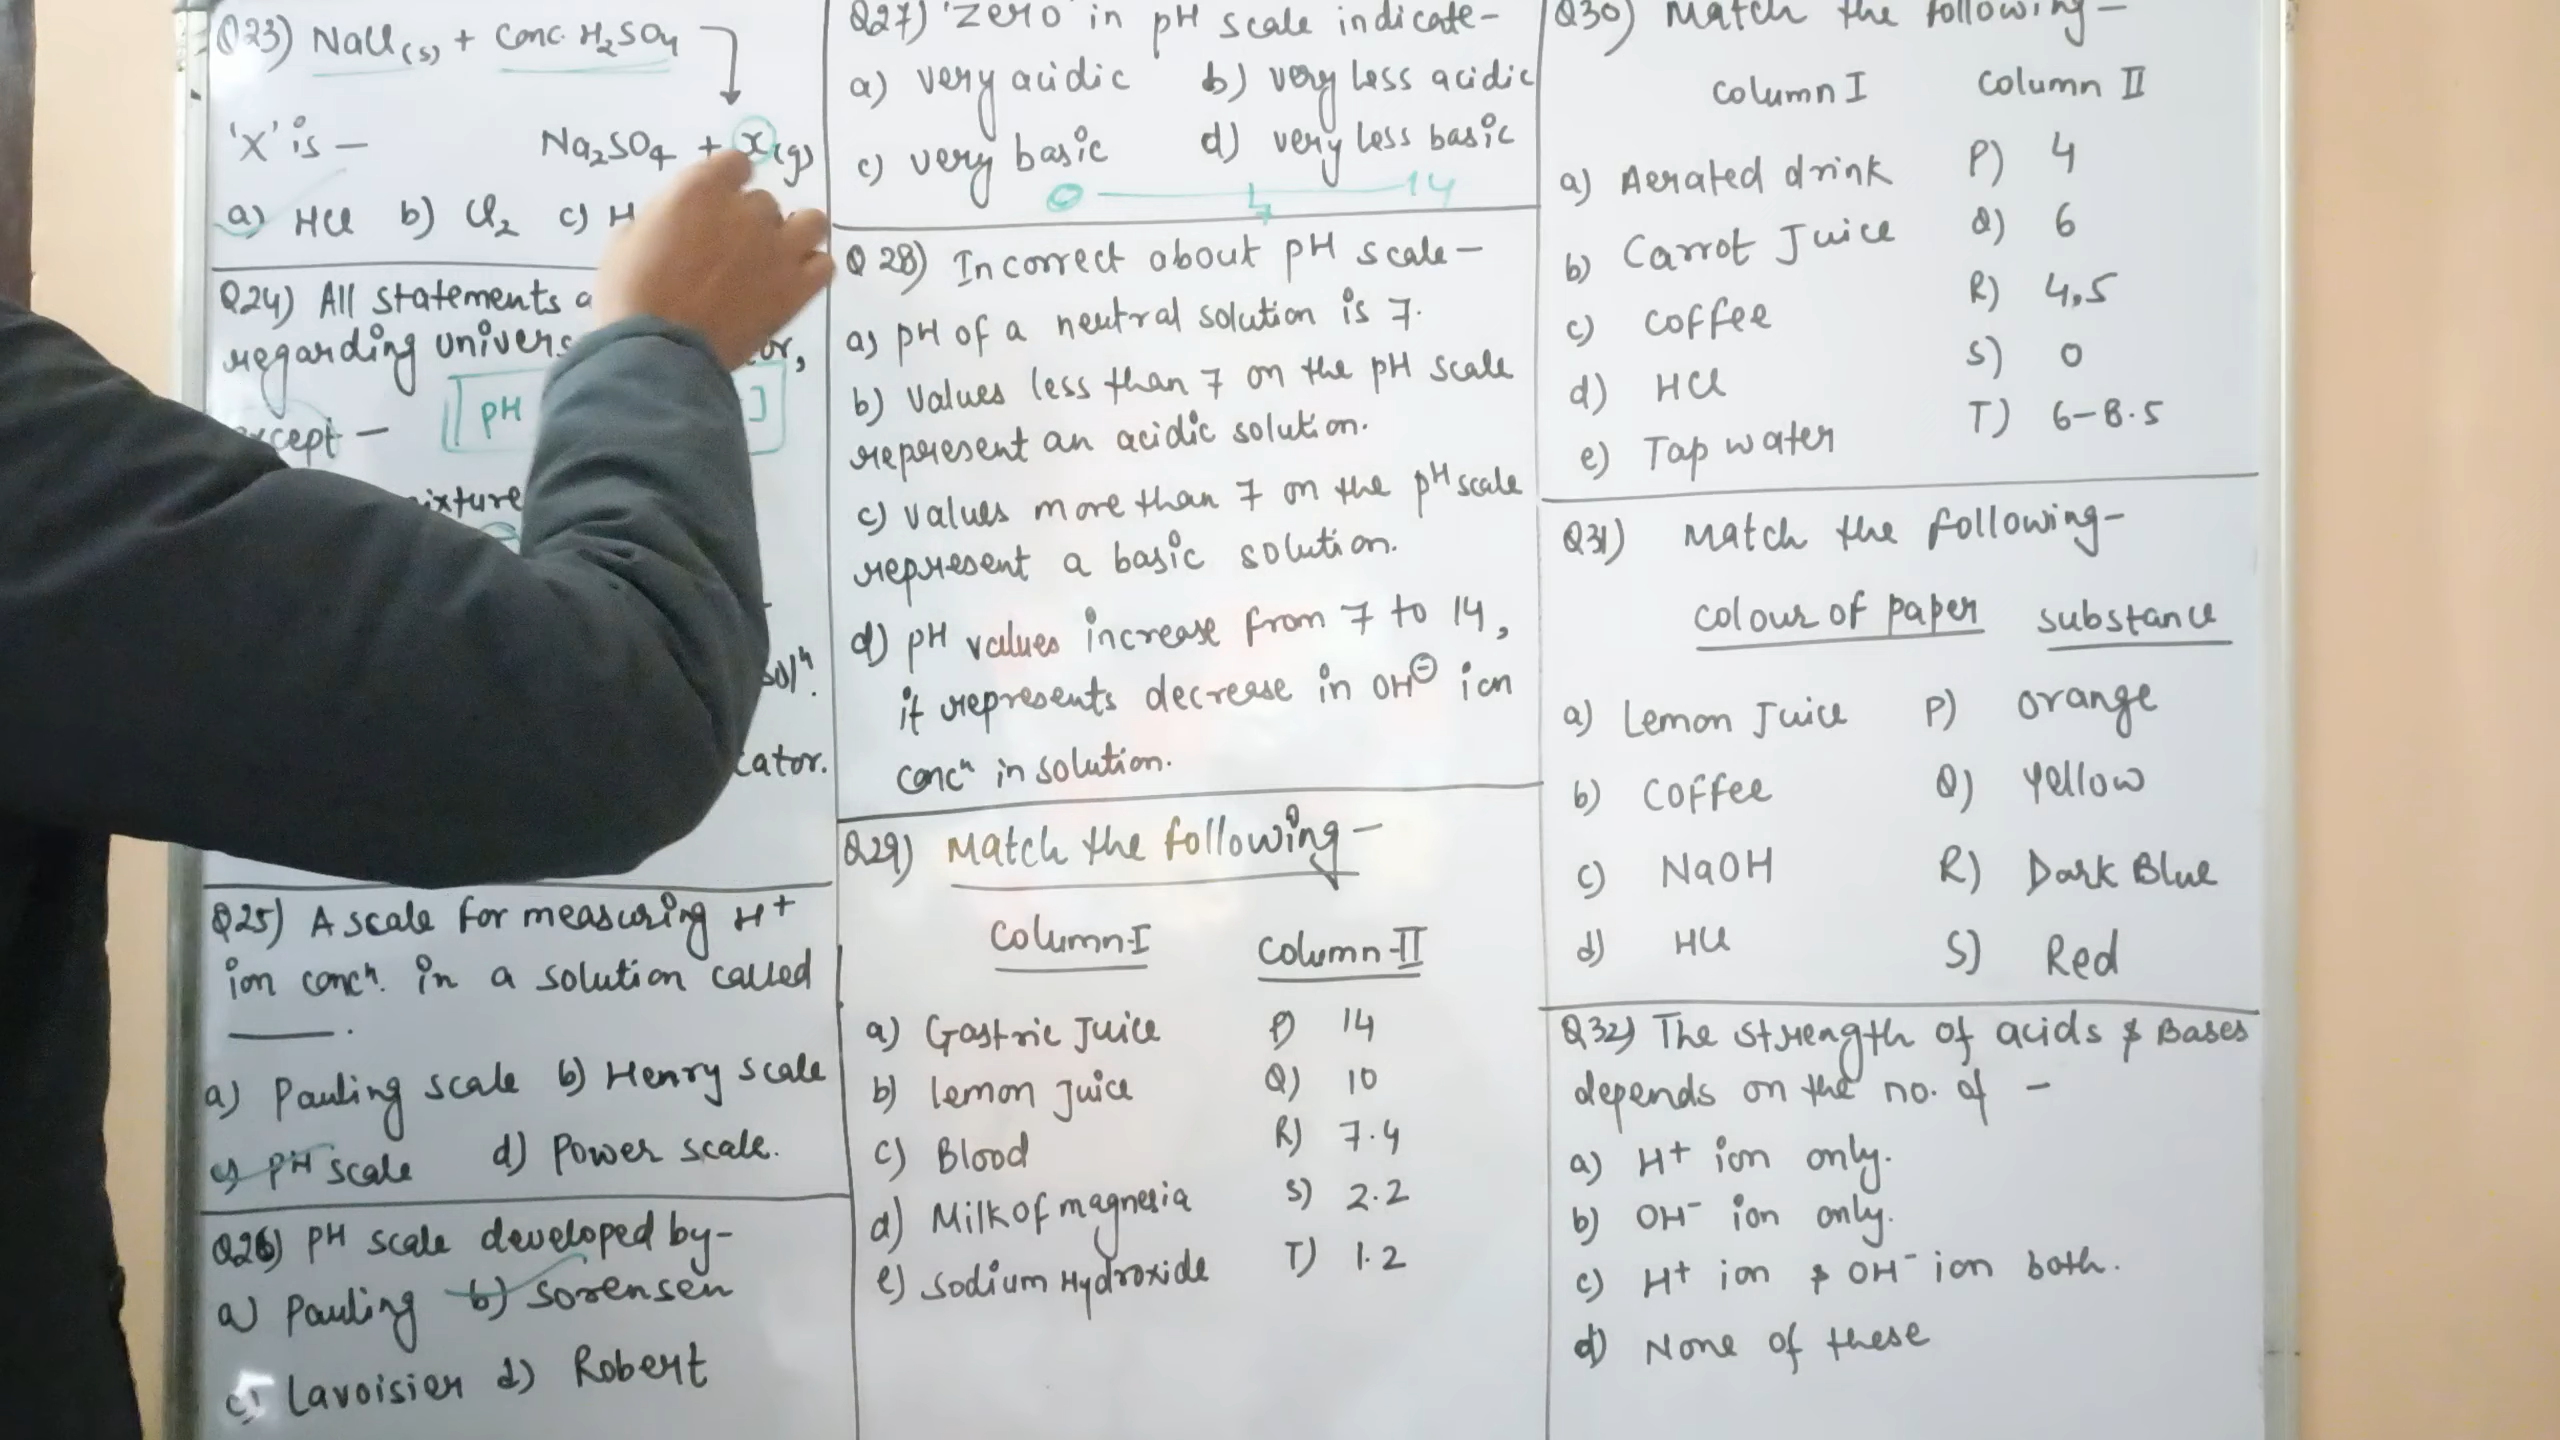 Q23) NaCl(s) + Conc. H2SO4
'X' is — Na2SO4 + x(g)
a) HCl b) Cl2 c) H
Q24) All statements a
regarding univers or,
except —
pH ]
ixture
soln.
cator.
Q25) A scale for measuring H+
ion concn. in a solution called
______.
a) Pauling scale b) Henry scale
c) pH scale d) Power scale.
Q26) PH scale developed by-
a) Pauling b) Sorensen
c) Lavoisier d) Robert
Q27) 'Zero' in pH scale indicate-
a) very acidic b) very less acidic
c) very basic d) very less basic
0 7 14
Q28) Incorrect about pH scale—
a) pH of a neutral solution is 7.
b) Values less than 7 on the pH scale
represent an acidic solution.
c) values more than 7 on the pH scale
represent a basic solution.
d) pH values increase from 7 to 14,
it represents decrease in OH⊖ ion
concn in solution.
Q29) Match the following—
Column-I Column-II
a) Gastric Juice P) 14
b) lemon Juice Q) 10
c) Blood R) 7.4
d) Milk of magnesia S) 2.2
e) Sodium Hydroxide T) 1.2
Q30) Match the following—
Column I Column II
a) Aerated drink P) 4
b) Carrot Juice Q) 6
c) Coffee R) 4,5
d) HCl S) 0
e) Tap water T) 6-8.5
Q31) Match the following-
Colour of paper substance
a) Lemon Juice P) Orange
b) Coffee Q) Yellow
c) NaOH R) Dark Blue
d) HCl S) Red
Q32) The strength of acids & Bases
depends on the no. of —
a) H+ ion only.
b) OH- ion only.
c) H+ ion & OH- ion both.
d) None of these